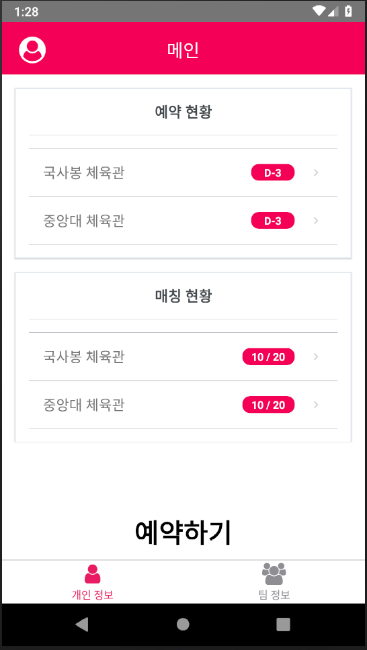 1:28
메인
예약 현황
국사봉 체육관 D-3
중앙대 체육관 D-3
매칭 현황
국사봉 체육관 10 / 20
중앙대 체육관 10 / 20
예약하기
개인 정보 팀 정보